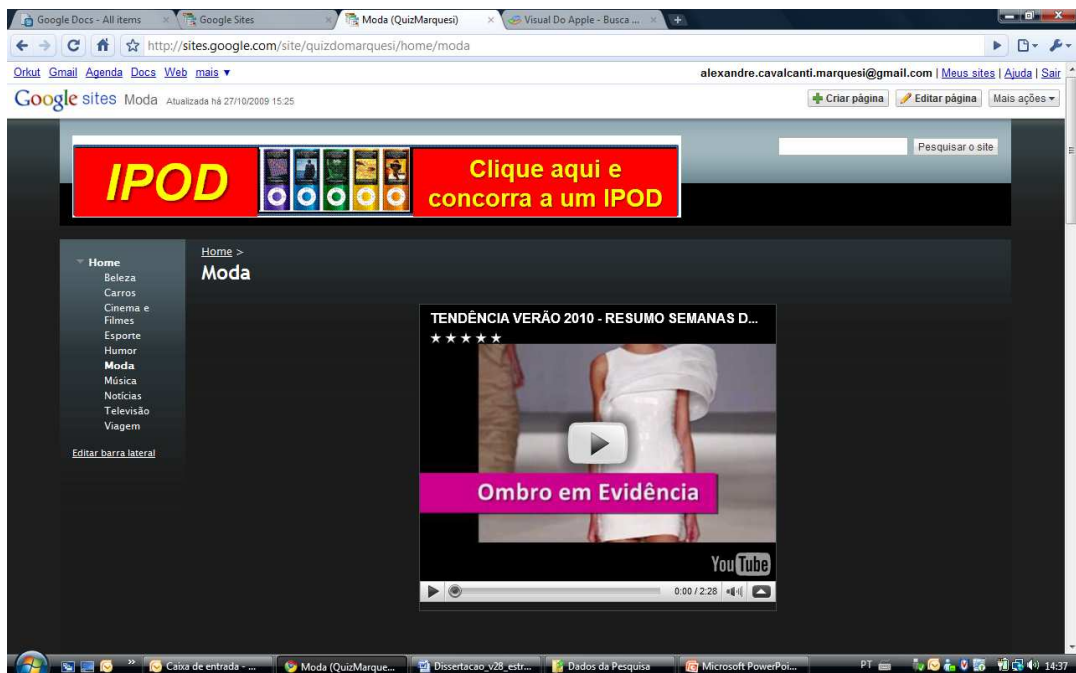 Google Docs - All items
Google Sites
Moda (QuizMarquesi)
Visual Do Apple - Busca ...
http://sites.google.com/site/quizdomarquesi/home/moda
Orkut Gmail Agenda Docs Web mais ▼
alexandre.cavalcanti.marquesi@gmail.com | Meus sites | Ajuda | Sair
Google sites Moda Atualizada há 27/10/2009 15:25
Criar página
Editar página
Mais ações
IPOD
Clique aqui e
concorra a um IPOD
Pesquisar o site
Home >
Moda
Home
Beleza
Carros
Cinema e
Filmes
Esporte
Humor
Moda
Música
Notícias
Televisão
Viagem
Editar barra lateral
TENDÊNCIA VERÃO 2010 - RESUMO SEMANAS D...
Ombro em Evidência
YouTube
0:00 / 2:28
Caixa de entrada - ...
Moda (QuizMarque...
Dissertacao_v28_estr...
Dados da Pesquisa
Microsoft PowerPoi...
PT
14:37